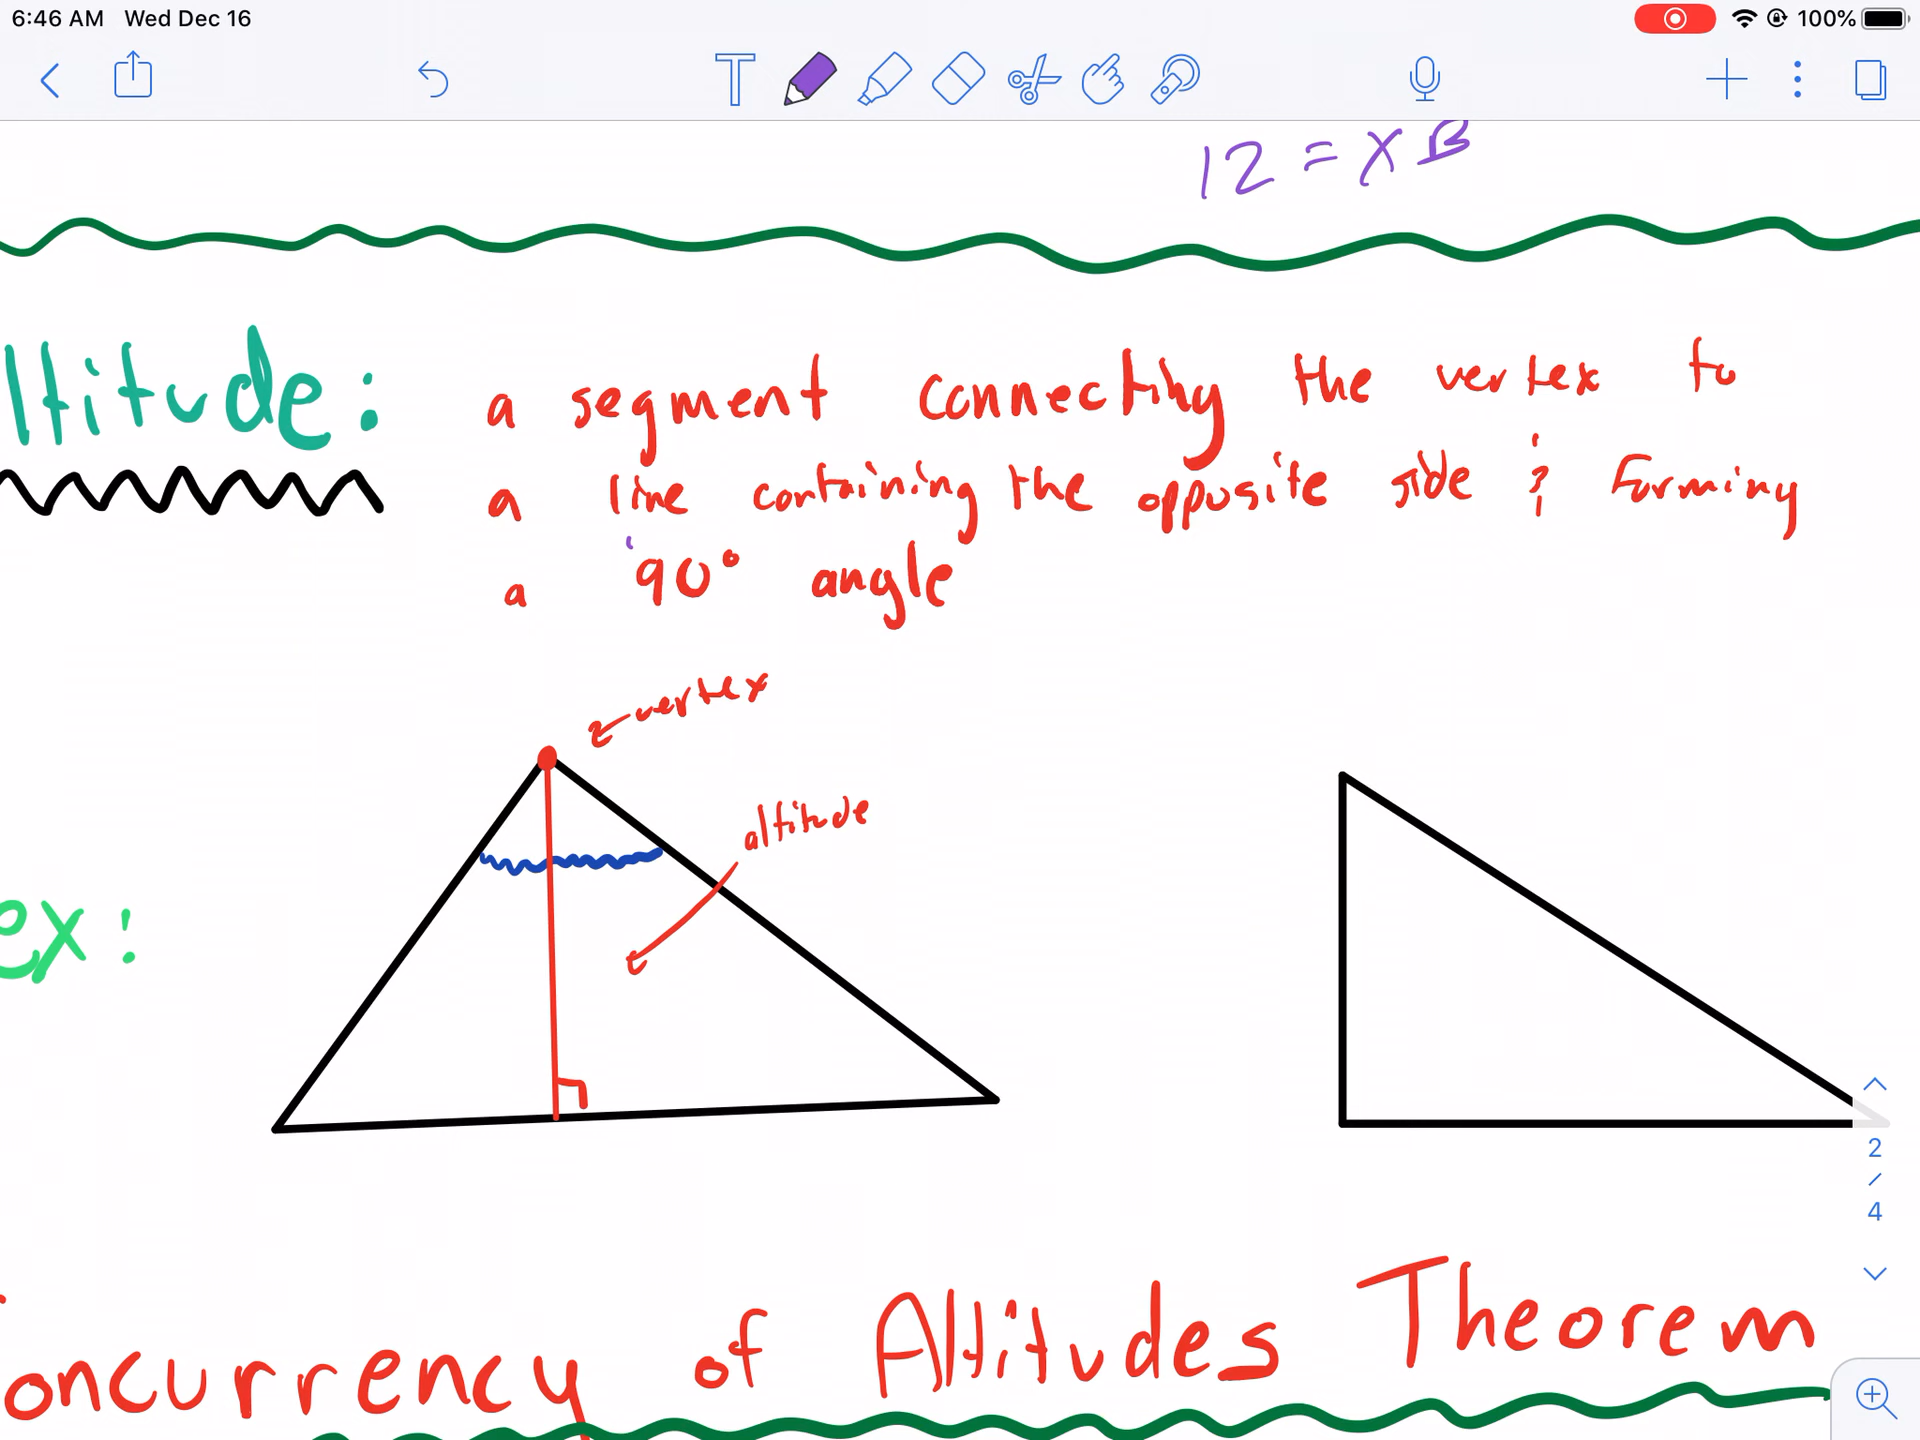 6:46 AM Wed Dec 16
100%
T
12 = XB
ltitude: a segment connecting the vertex to
a line containing the opposite side & forming
a 90° angle
vertex
altitude
ex:
2
/
4
oncurrency of Altitudes Theorem